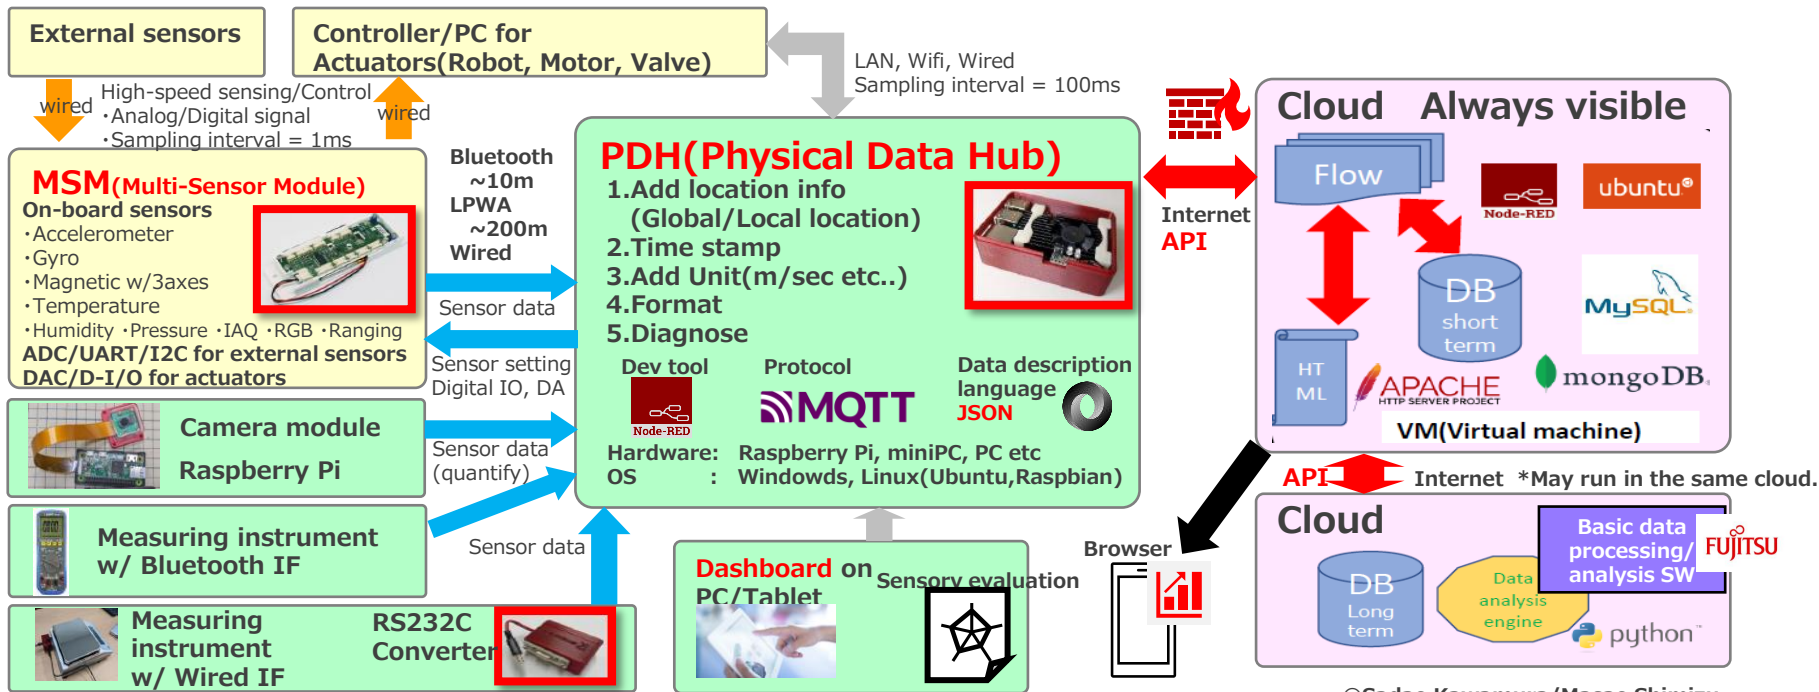 External sensors
Controller/PC for
Actuators(Robot, Motor, Valve)
LAN, Wifi, Wired
Sampling interval = 100ms
wired
High-speed sensing/Control
・Analog/Digital signal
・Sampling interval = 1ms
wired
MSM(Multi-Sensor Module)
On-board sensors
・Accelerometer
・Gyro
・Magnetic w/3axes
・Temperature
・Humidity ・Pressure ・IAQ ・RGB ・Ranging
ADC/UART/I2C for external sensors
DAC/D-I/O for actuators
Bluetooth
~10m
LPWA
~200m
Wired
Sensor data
Sensor setting
Digital IO, DA
Sensor data
(quantify)
Sensor data
Camera module
Raspberry Pi
Measuring instrument
w/ Bluetooth IF
Measuring
instrument
w/ Wired IF
RS232C
Converter
PDH(Physical Data Hub)
1.Add location info
(Global/Local location)
2.Time stamp
3.Add Unit(m/sec etc..)
4.Format
5.Diagnose
Dev tool
Node-RED
Protocol
MQTT
Data description
language
JSON
Hardware: Raspberry Pi, miniPC, PC etc
OS : Windowds, Linux(Ubuntu,Raspbian)
Dashboard on
PC/Tablet
Sensory evaluation
Browser
Internet
API
Cloud Always visible
Flow
Node-RED
ubuntu®
DB
short
term
MySQL®
HT
ML
APACHE
HTTP SERVER PROJECT
mongoDB
VM(Virtual machine)
API Internet *May run in the same cloud.
Cloud
DB
Long
term
Data
analysis
engine
Basic data
processing/
analysis SW
FUJITSU
python™
©Sadao Kawamura/Masao Shimizu